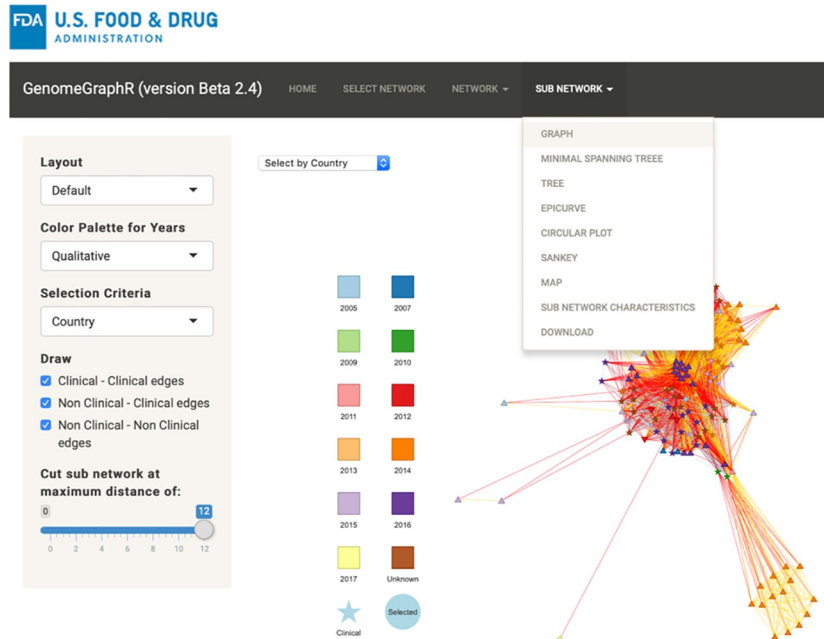 FDA U.S. FOOD & DRUG
ADMINISTRATION
GenomeGraphR (version Beta 2.4) HOME SELECT NETWORK NETWORK SUB NETWORK
GRAPH
MINIMAL SPANNING TREEE
TREE
EPICURVE
CIRCULAR PLOT
SANKEY
MAP
SUB NETWORK CHARACTERISTICS
DOWNLOAD
Layout
Default
Color Palette for Years
Qualitative
Selection Criteria
Country
Draw
Clinical - Clinical edges
Non Clinical - Clinical edges
Non Clinical - Non Clinical
edges
Cut sub network at
maximum distance of:
0 12
0 2 4 6 8 10 12
Select by Country
2005 2007
2009 2010
2011 2012
2013 2014
2015 2016
2017 Unknown
Selected
Clinical